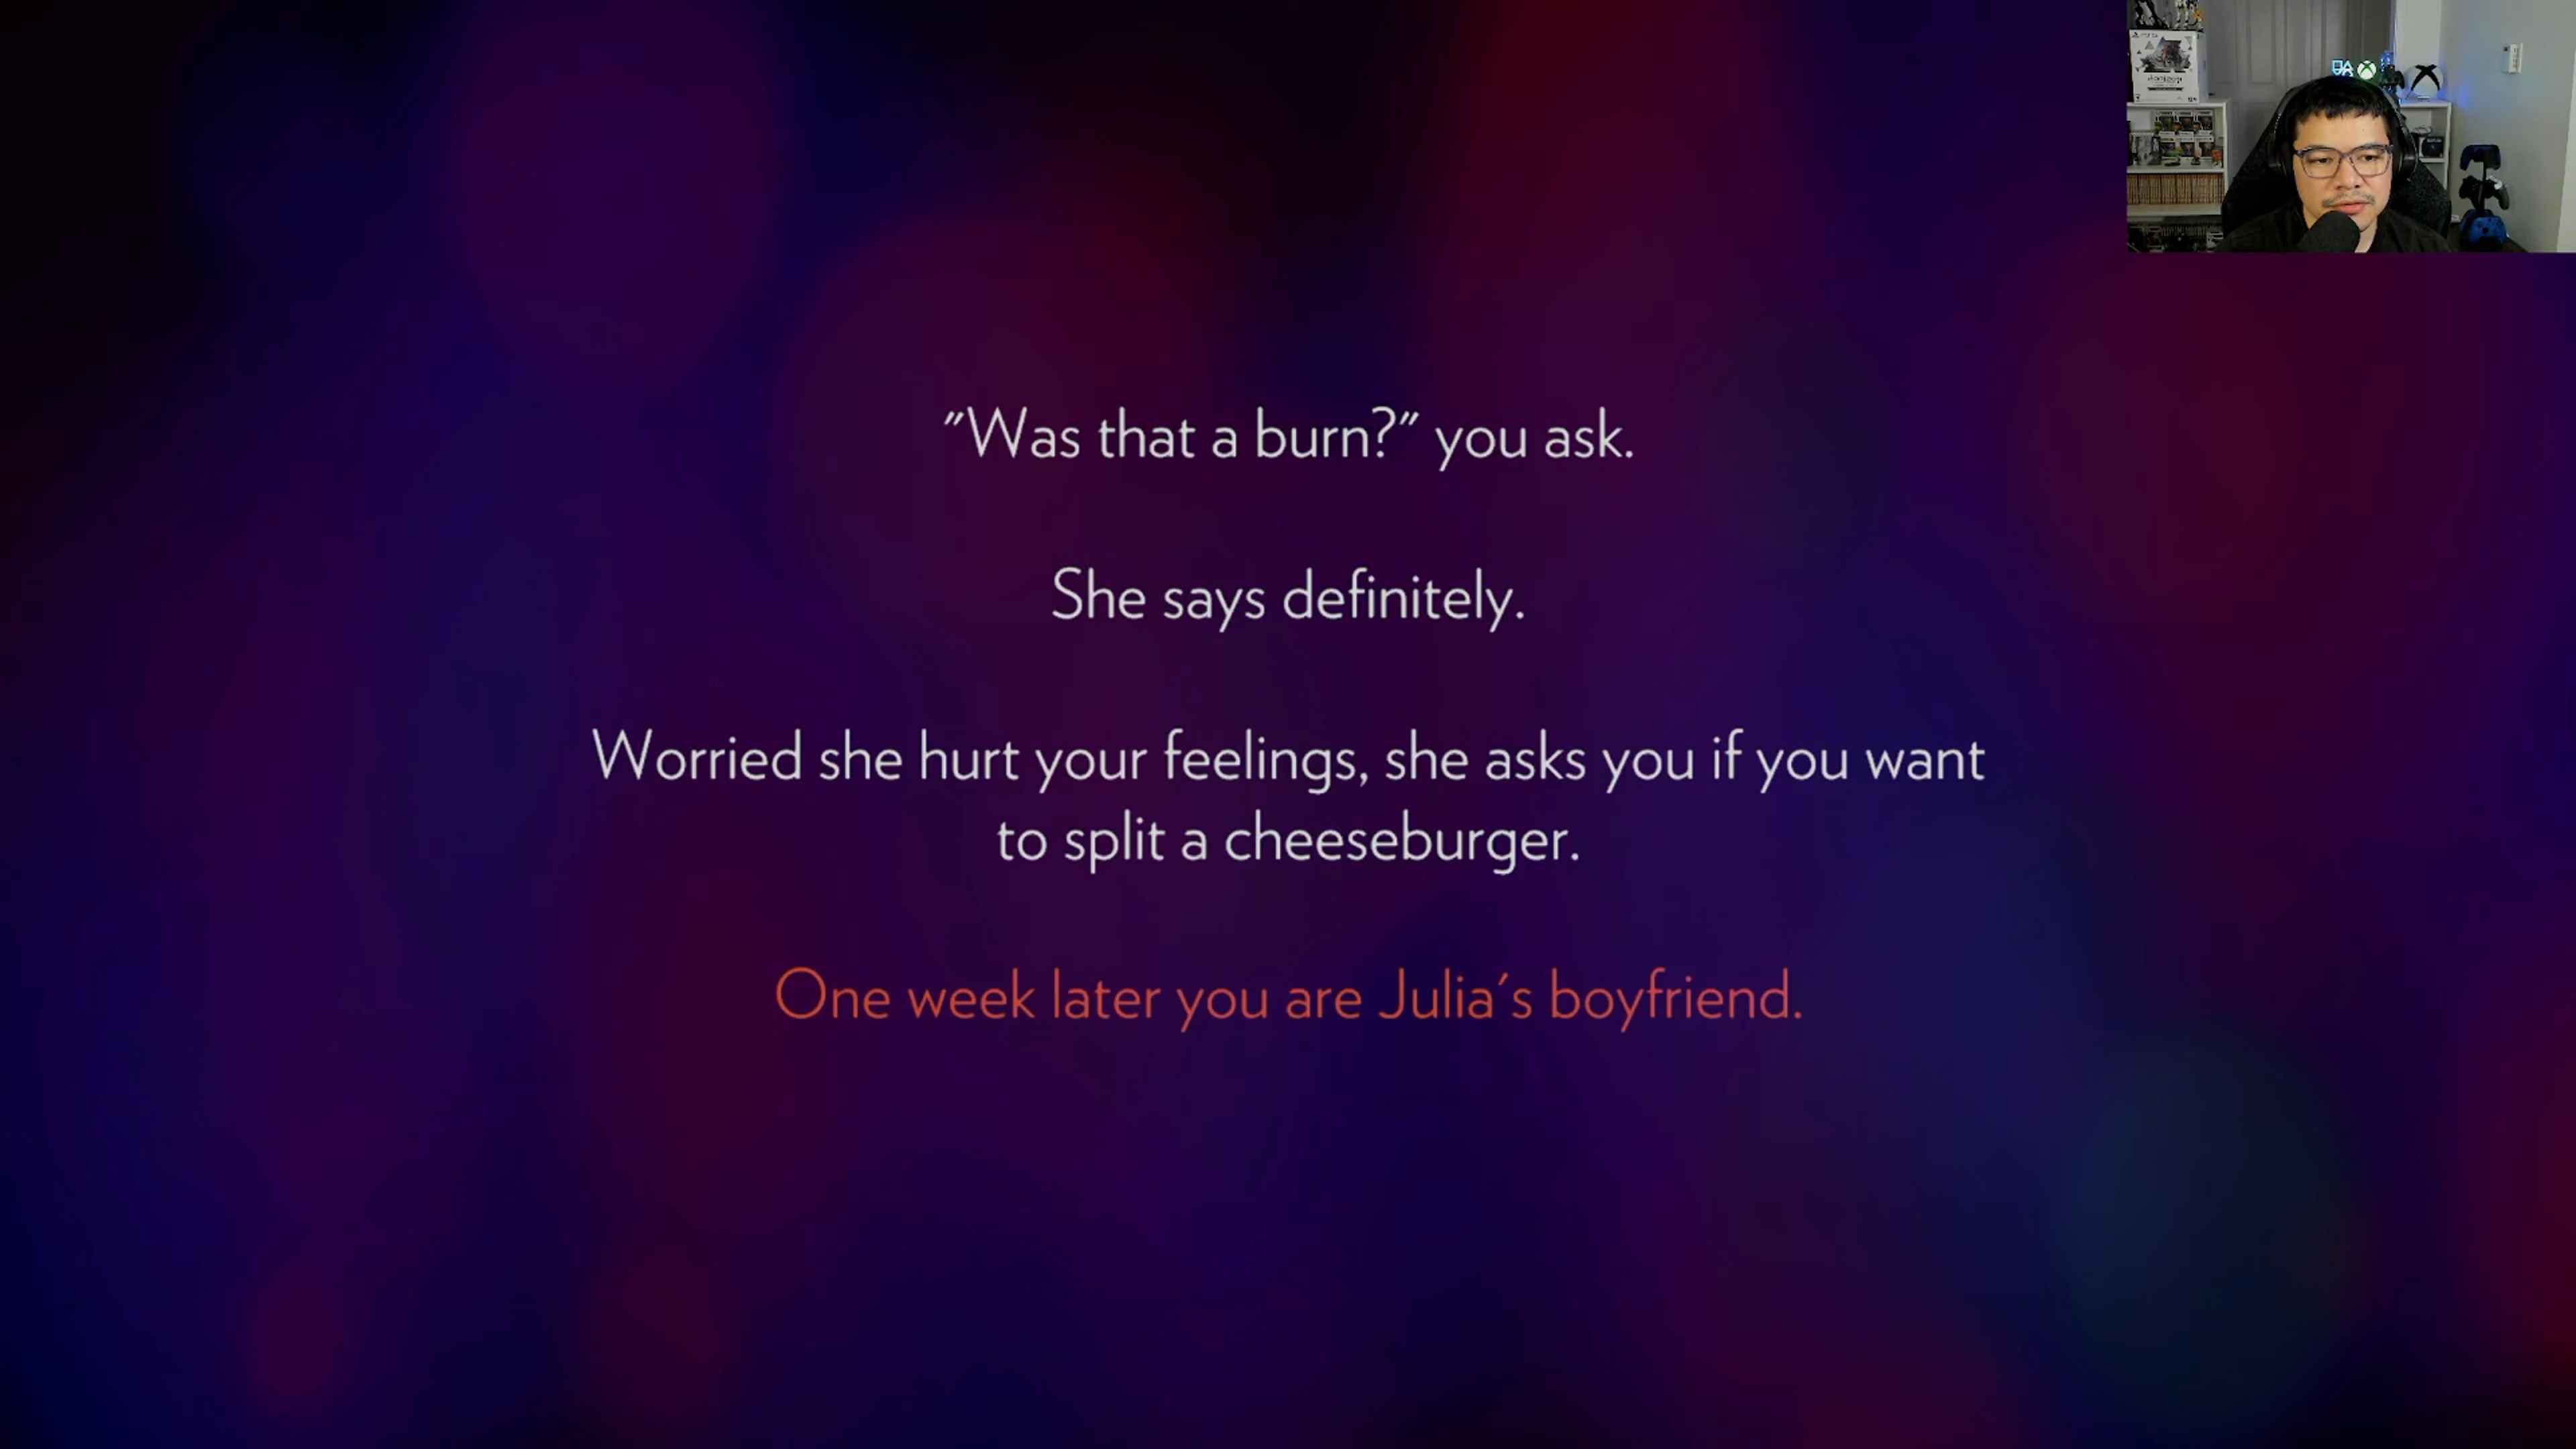 "Was that a burn?" you ask.
She says definitely.
Worried she hurt your feelings, she asks you if you want
to split a cheeseburger.
One week later you are Julia's boyfriend.